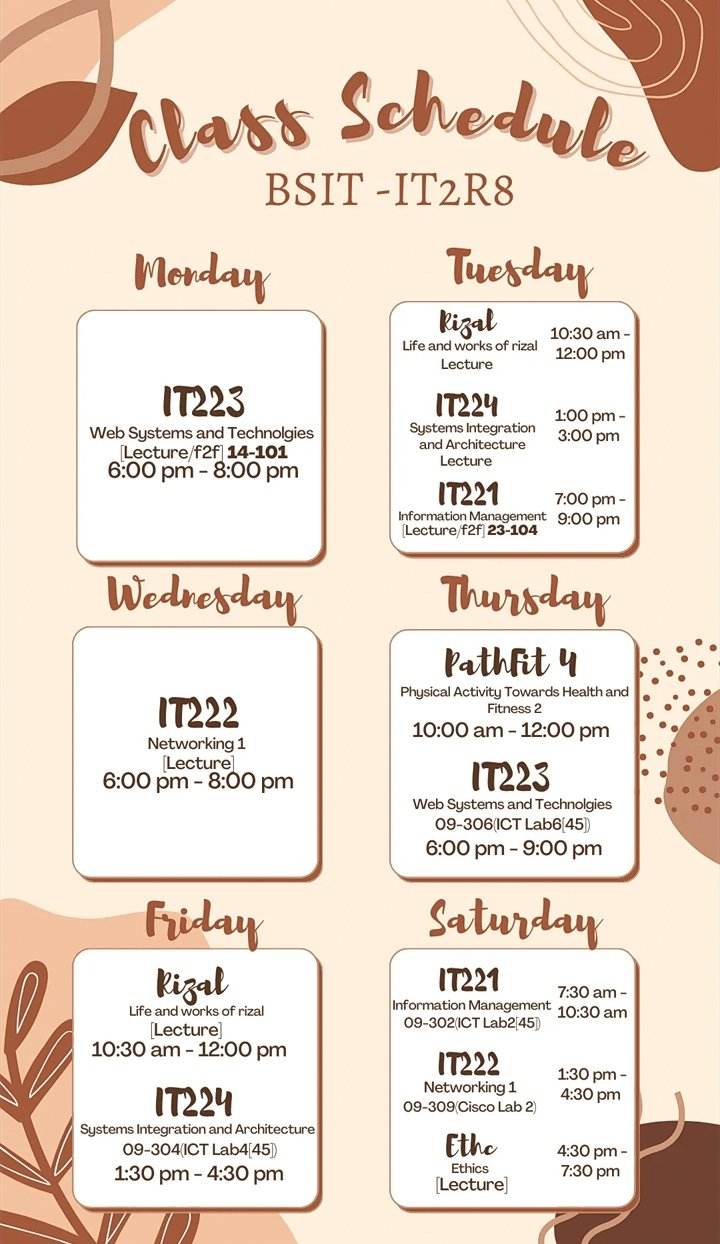 Class Schedule
BSIT -IT2R8
Monday
IT223
Web Systems and Technolgies
[Lecture/f2f] 14-101
6:00 pm - 8:00 pm
Tuesday
Rizal
Life and works of rizal
Lecture
10:30 am -
12:00 pm
IT224
Systems Integration
and Architecture
Lecture
1:00 pm -
3:00 pm
IT221
Information Management
[Lecture/f2f] 23-104
7:00 pm -
9:00 pm
Wednesday
IT222
Networking 1
[Lecture]
6:00 pm - 8:00 pm
Thursday
PathFit 4
Physical Activity Towards Health and
Fitness 2
10:00 am - 12:00 pm
IT223
Web Systems and Technolgies
09-306(ICT Lab6[45])
6:00 pm - 9:00 pm
Friday
Rizal
Life and works of rizal
[Lecture]
10:30 am - 12:00 pm
IT224
Systems Integration and Architecture
09-304(ICT Lab4[45])
1:30 pm - 4:30 pm
Saturday
IT221
Information Management
09-302(ICT Lab2[45])
7:30 am -
10:30 am
IT222
Networking 1
09-309(Cisco Lab 2)
1:30 pm -
4:30 pm
Ethc
Ethics
[Lecture]
4:30 pm -
7:30 pm